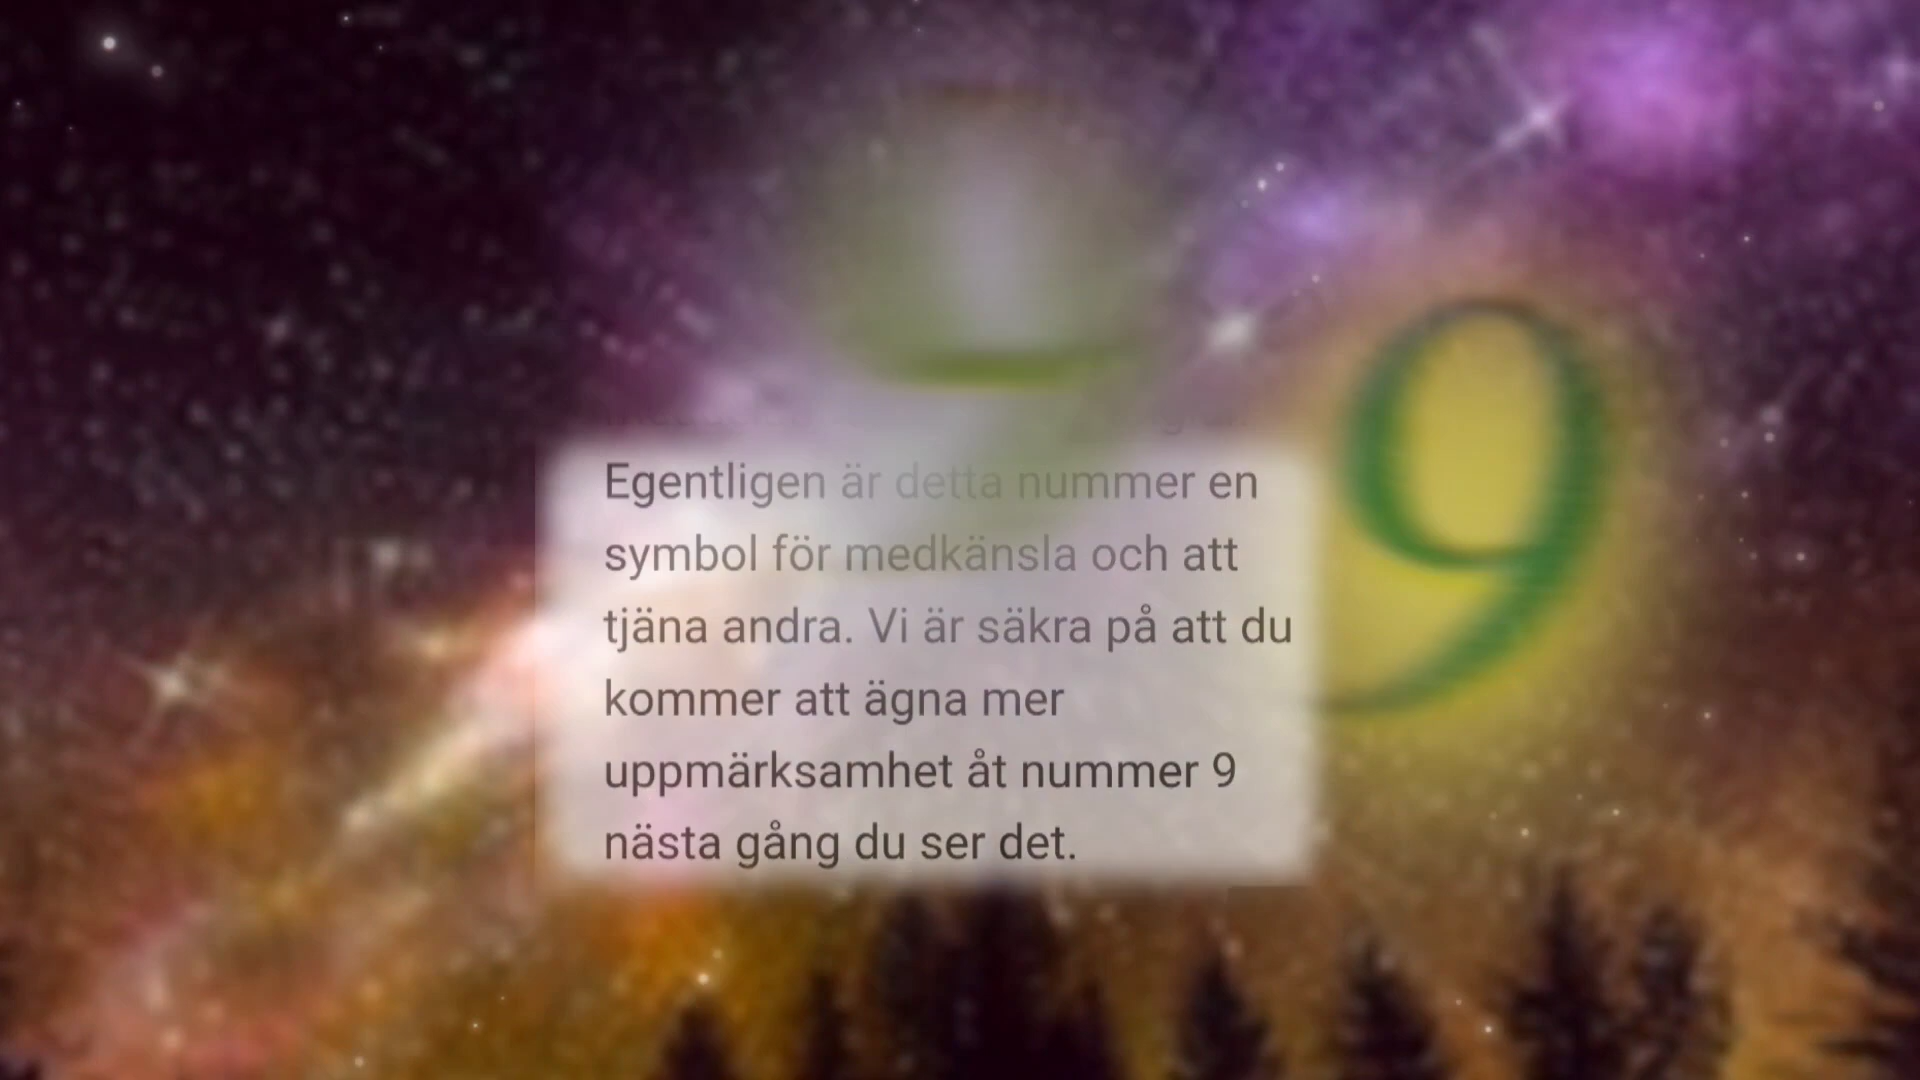 Egentligen är detta nummer en
symbol för medkänsla och att
tjäna andra. Vi är säkra på att du
kommer att ägna mer
uppmärksamhet åt nummer 9
nästa gång du ser det.
9